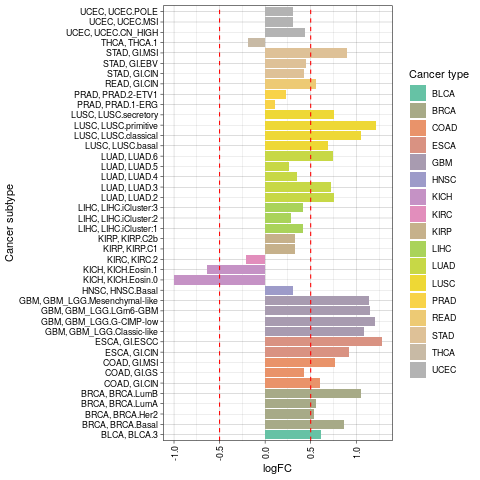 Cancer subtype
UCEC, UCEC.POLE
UCEC, UCEC.MSI
UCEC, UCEC.CN_HIGH
THCA, THCA.1
STAD, GI.MSI
STAD, GI.EBV
STAD, GI.CIN
READ, GI.CIN
PRAD, PRAD.2-ETV1
PRAD, PRAD.1-ERG
LUSC, LUSC.secretory
LUSC, LUSC.primitive
LUSC, LUSC.classical
LUSC, LUSC.basal
LUAD, LUAD.6
LUAD, LUAD.5
LUAD, LUAD.4
LUAD, LUAD.3
LUAD, LUAD.2
LIHC, LIHC.iCluster:3
LIHC, LIHC.iCluster:2
LIHC, LIHC.iCluster:1
KIRP, KIRP.C2b
KIRP, KIRP.C1
KIRC, KIRC.2
KICH, KICH.Eosin.1
KICH, KICH.Eosin.0
HNSC, HNSC.Basal
GBM, GBM_LGG.Mesenchymal-like
GBM, GBM_LGG.LGm6-GBM
GBM, GBM_LGG.G-CIMP-low
GBM, GBM_LGG.Classic-like
ESCA, GI.ESCC
ESCA, GI.CIN
COAD, GI.MSI
COAD, GI.GS
COAD, GI.CIN
BRCA, BRCA.LumB
BRCA, BRCA.LumA
BRCA, BRCA.Her2
BRCA, BRCA.Basal
BLCA, BLCA.3
-1.0
-0.5
0.0
0.5
1.0
logFC
Cancer type
BLCA
BRCA
COAD
ESCA
GBM
HNSC
KICH
KIRC
KIRP
LIHC
LUAD
LUSC
PRAD
READ
STAD
THCA
UCEC